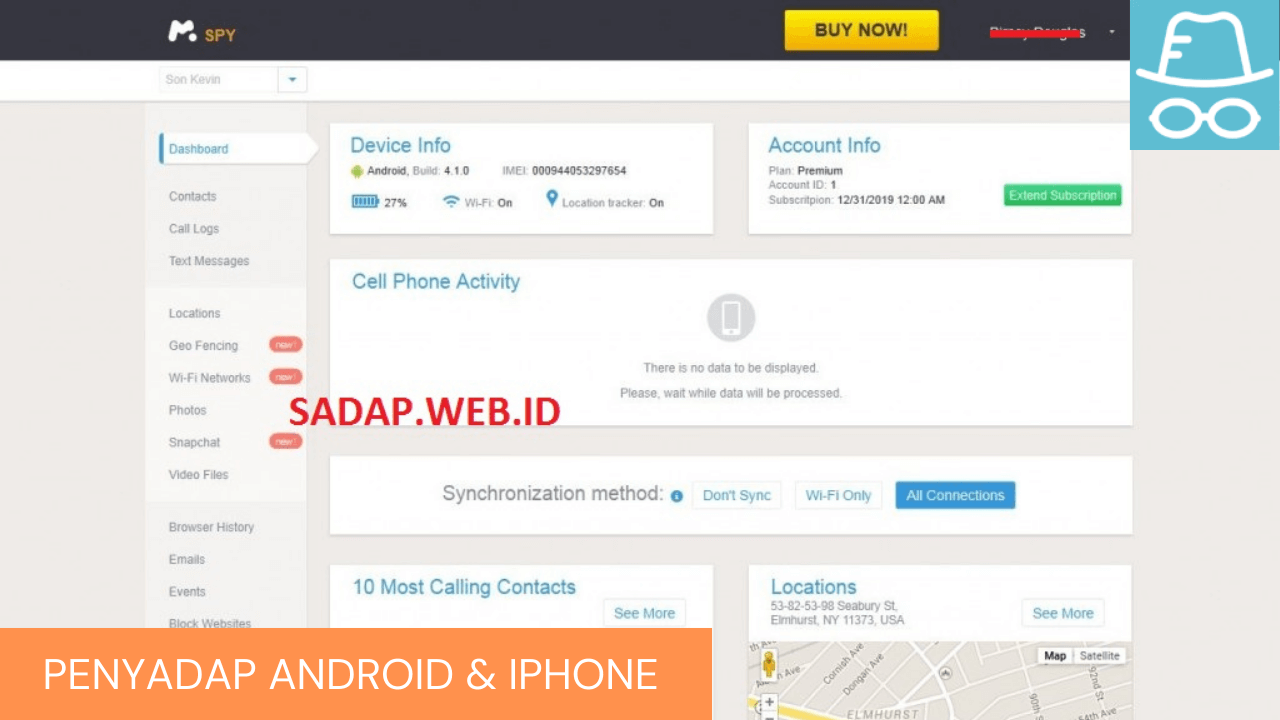 M. SPY
BUY NOW!
Son Kevin
Dashboard
Contacts
Call Logs
Text Messages
Locations
Geo Fencing new!
Wi-Fi Networks new!
Photos
Snapchat new!
Video Files
Browser History
Emails
Events
Block Websites
Device Info
Android, Build: 4.1.0 IMEI: 000944053297654
27% Wi-Fi: On Location tracker: On
Account Info
Plan: Premium
Account ID: 1
Subscritpion: 12/31/2019 12:00 AM
Extend Subscription
Cell Phone Activity
There is no data to be displayed.
Please, wait while data will be processed.
SADAP.WEB.ID
Synchronization method: Don't Sync Wi-Fi Only All Connections
10 Most Calling Contacts
See More
Locations
53-82-53-98 Seabury St,
Elmhurst, NY 11373, USA
See More
Map Satellite
Corish Ave
Dongan Ave
ELMHURST
90th S
92nd St
54th Ave
PENYADAP ANDROID & IPHONE